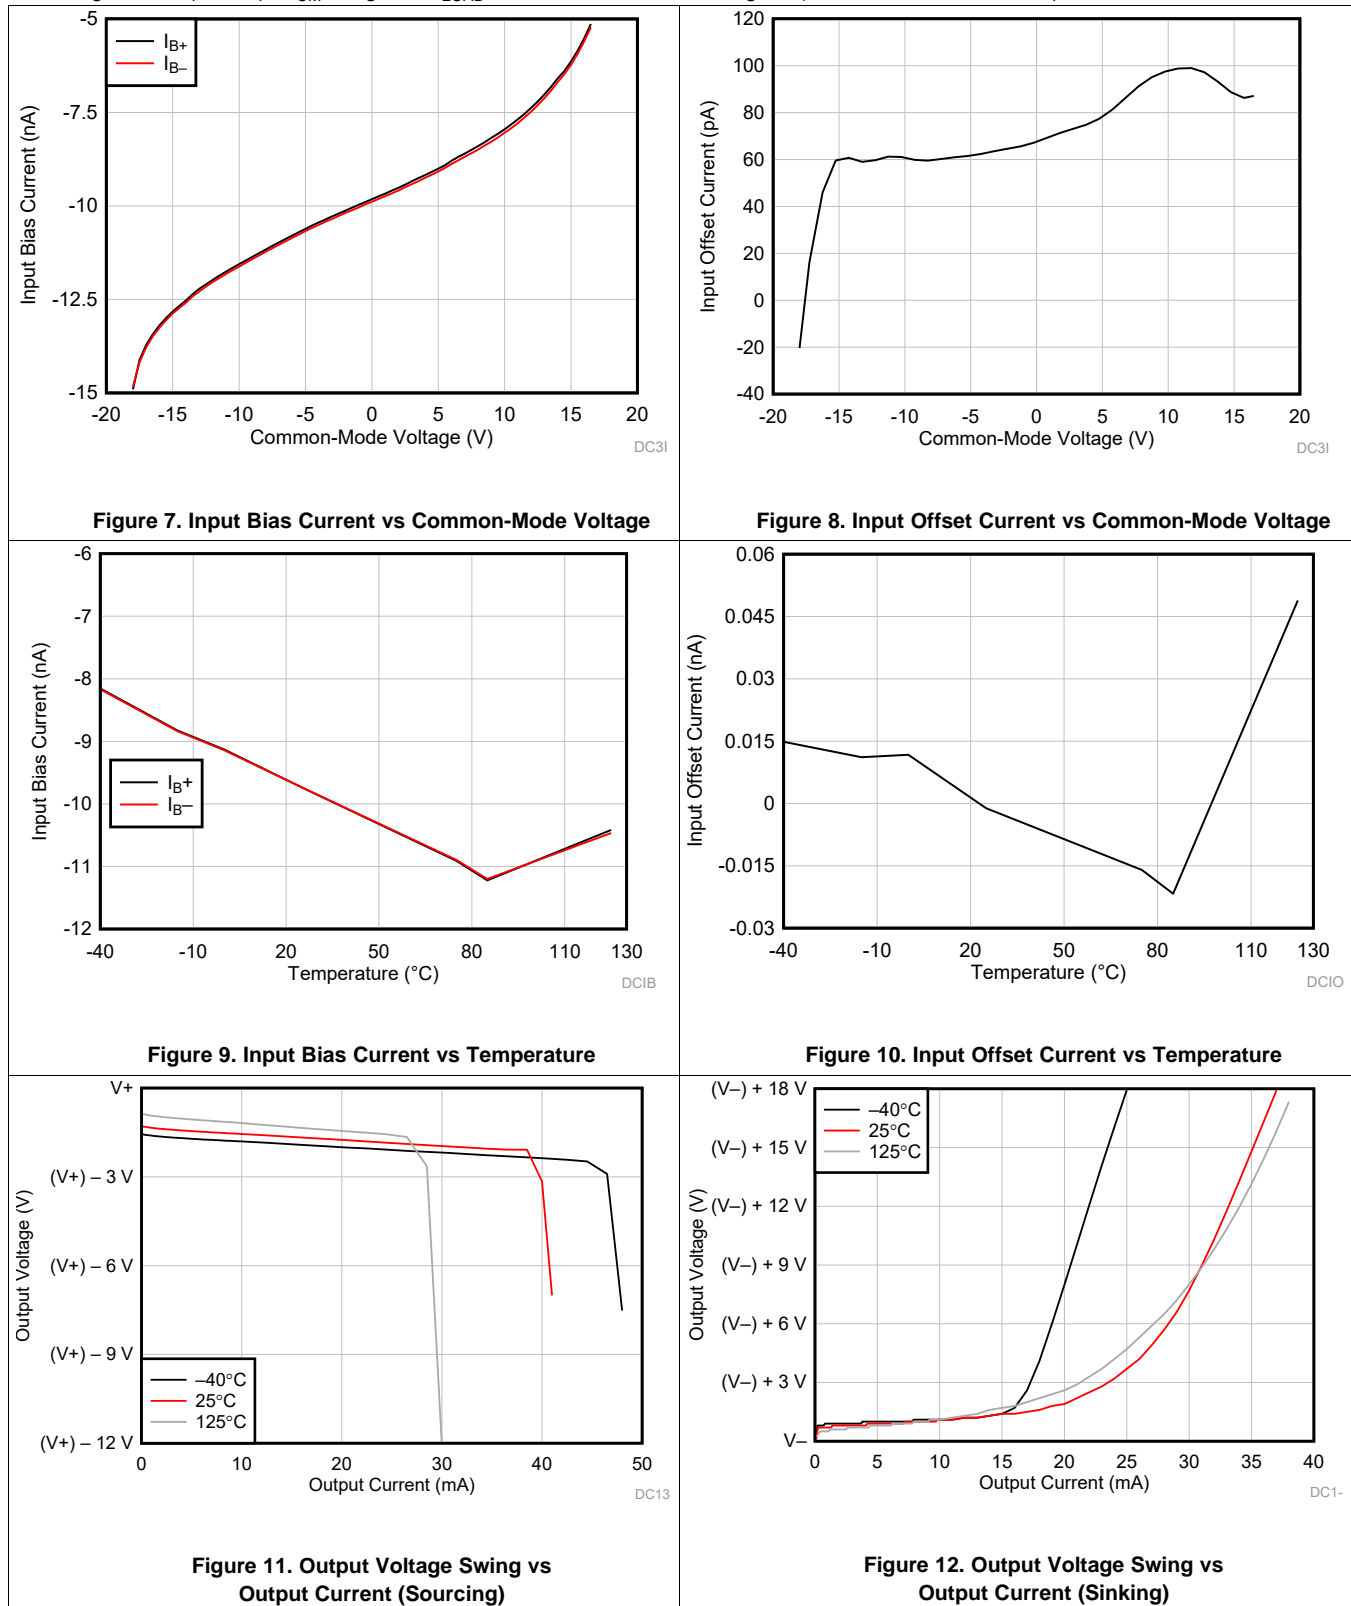 -5
-7.5
-10
-12.5
-15
Input Bias Current (nA)
IB+
IB–
-20 -15 -10 -5 0 5 10 15 20
Common-Mode Voltage (V)
DC3I
Figure 7. Input Bias Current vs Common-Mode Voltage
120
100
80
60
40
20
0
-20
-40
Input Offset Current (pA)
-20 -15 -10 -5 0 5 10 15 20
Common-Mode Voltage (V)
DC3I
Figure 8. Input Offset Current vs Common-Mode Voltage
-6
-7
-8
-9
-10
-11
-12
Input Bias Current (nA)
IB+
IB–
-40 -10 20 50 80 110 130
Temperature (°C)
DCIB
Figure 9. Input Bias Current vs Temperature
0.06
0.045
0.03
0.015
0
-0.015
-0.03
Input Offset Current (nA)
-40 -10 20 50 80 110 130
Temperature (°C)
DCIO
Figure 10. Input Offset Current vs Temperature
V+
(V+) – 3 V
(V+) – 6 V
(V+) – 9 V
(V+) – 12 V
Output Voltage (V)
–40°C
25°C
125°C
0 10 20 30 40 50
Output Current (mA)
DC13
Figure 11. Output Voltage Swing vs
Output Current (Sourcing)
(V–) + 18 V
(V–) + 15 V
(V–) + 12 V
(V–) + 9 V
(V–) + 6 V
(V–) + 3 V
V–
Output Voltage (V)
–40°C
25°C
125°C
0 5 10 15 20 25 30 35 40
Output Current (mA)
DC1-
Figure 12. Output Voltage Swing vs
Output Current (Sinking)